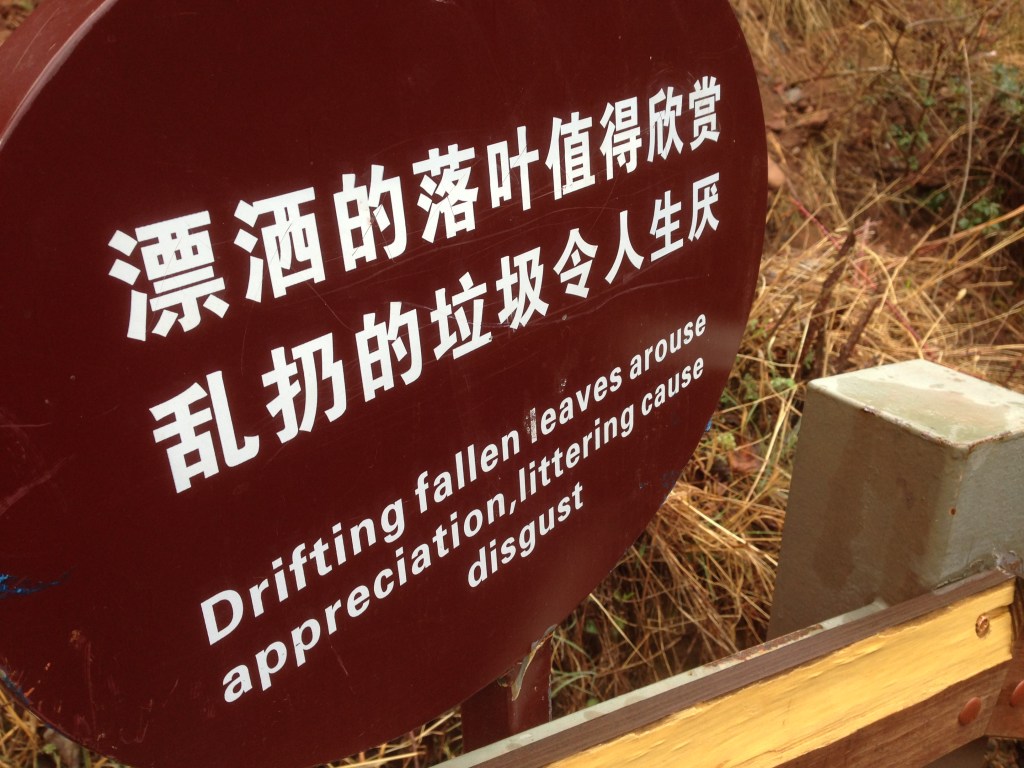 漂洒的落叶值得欣赏
乱扔的垃圾令人生厌
Drifting fallen leaves arouse
appreciation,littering cause
disgust